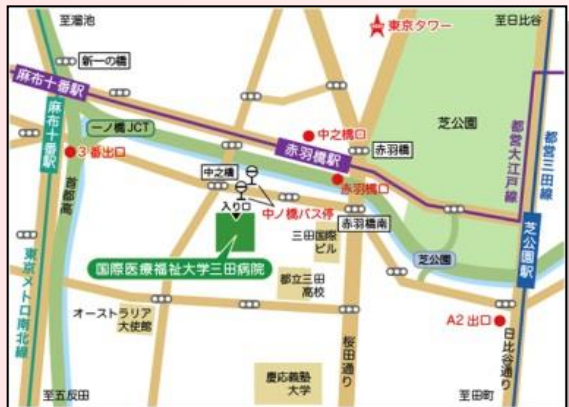 至溜池
東京タワー
至日比谷
新一の橋
麻布十番駅
麻布十番駅
一ノ橋JCT
3番出口
首都高
中之橋口
赤羽橋駅
赤羽橋
芝公園
都営大江戸線
都営三田線
中之橋
赤羽橋口
入り口
中ノ橋バス停
赤羽橋南
三田国際
ビル
国際医療福祉大学三田病院
芝公園
芝公園駅
都立三田
高校
東京メトロ南北線
オーストラリア
大使館
A2出口
桜田通り
日比谷通り
慶応義塾
大学
至五反田
至田町